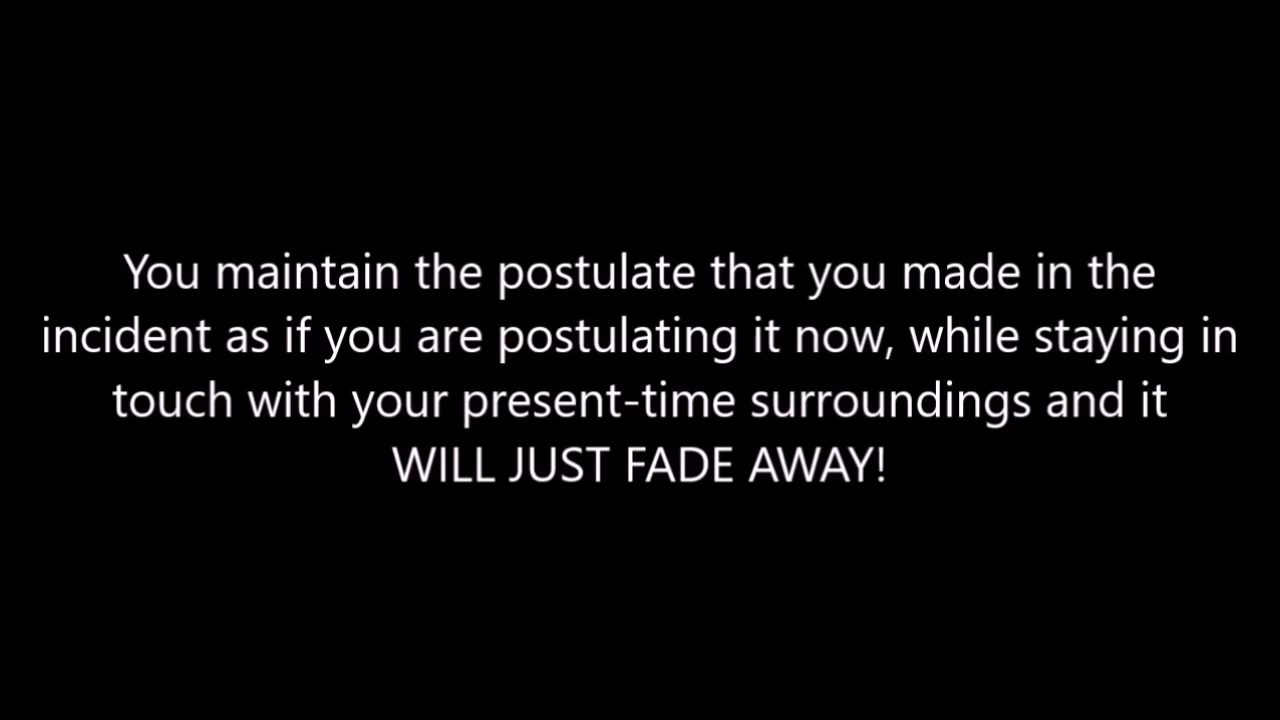 You maintain the postulate that you made in the
incident as if you are postulating it now, while staying in
touch with your present-time surroundings and it
WILL JUST FADE AWAY!